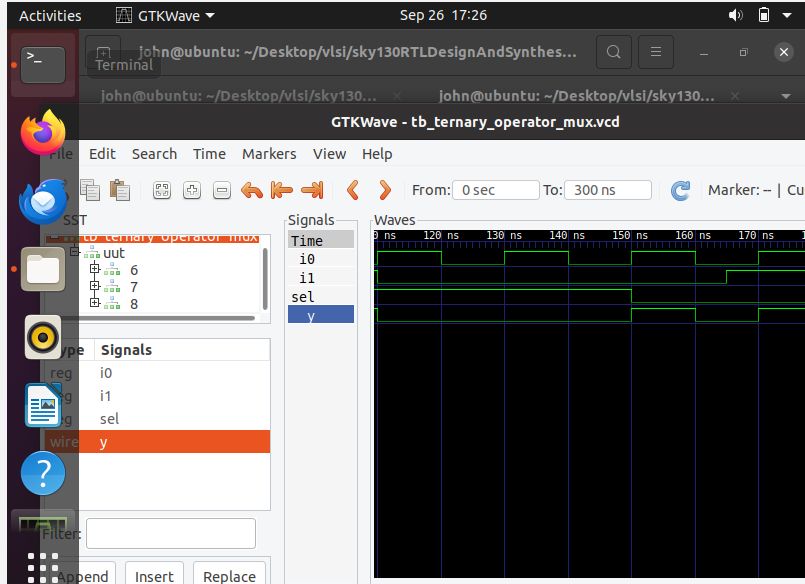 Activities GTKWave Sep 26 17:26
john@ubuntu: ~/Desktop/vlsi/sky130RTLDesignAndSynthes...
Terminal
john@ubuntu: ~/Desktop/vlsi/sky130... john@ubuntu: ~/Desktop/vlsi/sky130...
GTKWave - tb_ternary_operator_mux.vcd
File Edit Search Time Markers View Help
From: 0 sec To: 300 ns Marker: -- | Cu
SST Signals Waves
tb_ternary_operator_mux
uut
6
7
8
Time
i0
i1
sel
y
0 ns 120 ns 130 ns 140 ns 150 ns 160 ns 170 ns
ype Signals
reg i0
eg i1
eg sel
wire y
Filter:
Append Insert Replace